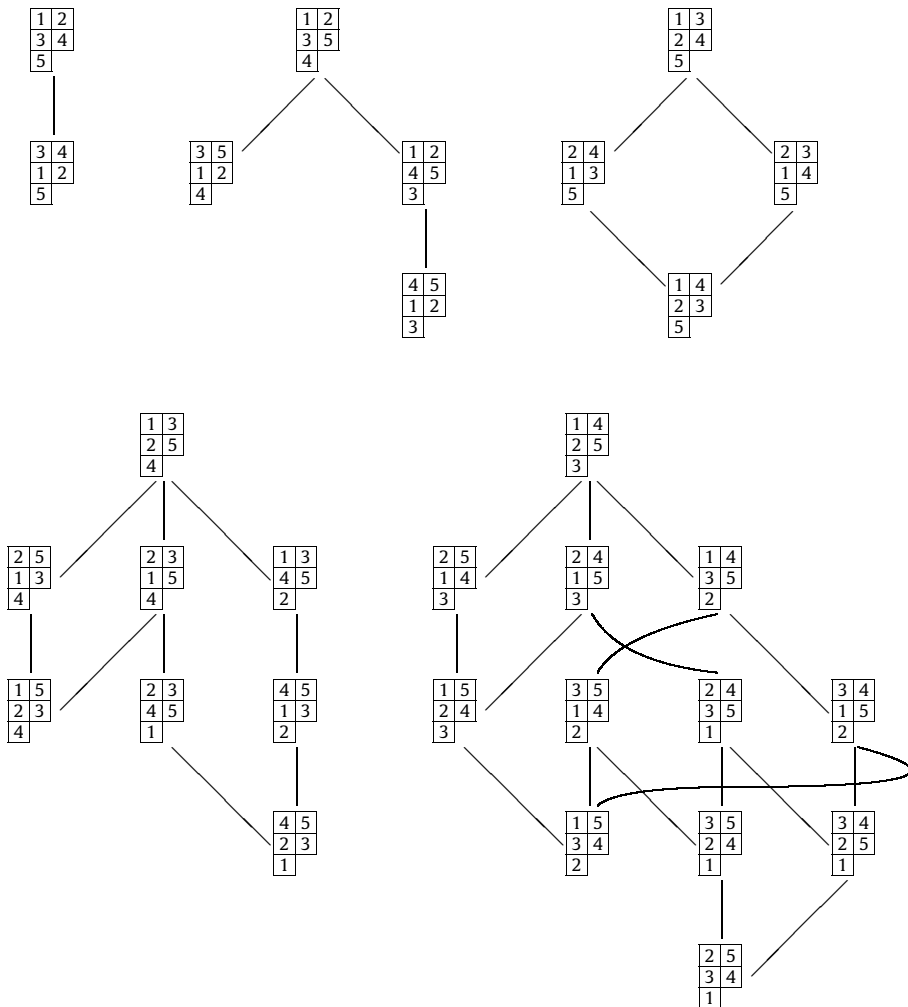 1 2 1 2 1 3
3 4 3 5 2 4
5 4 5
3 4 3 5 1 2 2 4 2 3
1 2 1 2 4 5 1 3 1 4
5 4 3 5 5
4 5 1 4
1 2 2 3
3 5
1 3 1 4
2 5 2 5
4 3
2 5 2 3 1 3 2 5 2 4 1 4
1 3 1 5 4 5 1 4 1 5 3 5
4 4 2 3 3 2
1 5 2 3 4 5 1 5 3 5 2 4 3 4
2 3 4 5 1 3 2 4 1 4 3 5 1 5
4 1 2 3 2 1 2
4 5 1 5 3 5 3 4
2 3 3 4 2 4 2 5
1 2 1 1
2 5
3 4
1